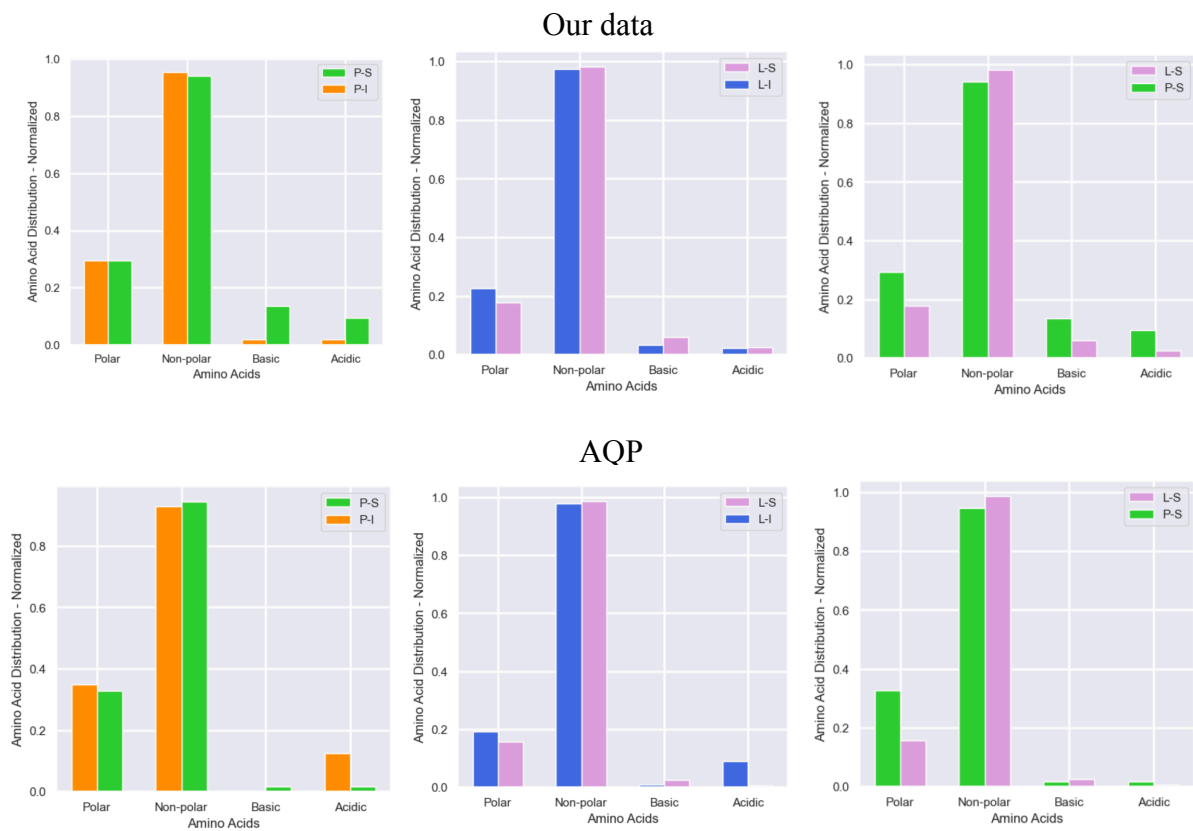 Our data
Amino Acid Distribution - Normalized
1.0
0.8
0.6
0.4
0.2
0.0
P-S
P-I
Polar Non-polar Basic Acidic
Amino Acids
Amino Acid Distribution - Normalized
1.0
0.8
0.6
0.4
0.2
0.0
L-S
L-I
Polar Non-polar Basic Acidic
Amino Acids
Amino Acid Distribution - Normalized
1.0
0.8
0.6
0.4
0.2
0.0
L-S
P-S
Polar Non-polar Basic Acidic
Amino Acids
AQP
Amino Acid Distribution - Normalized
0.8
0.6
0.4
0.2
0.0
P-S
P-I
Polar Non-polar Basic Acidic
Amino Acids
Amino Acid Distribution - Normalized
1.0
0.8
0.6
0.4
0.2
0.0
L-S
L-I
Polar Non-polar Basic Acidic
Amino Acids
Amino Acid Distribution - Normalized
1.0
0.8
0.6
0.4
0.2
0.0
L-S
P-S
Polar Non-polar Basic Acidic
Amino Acids